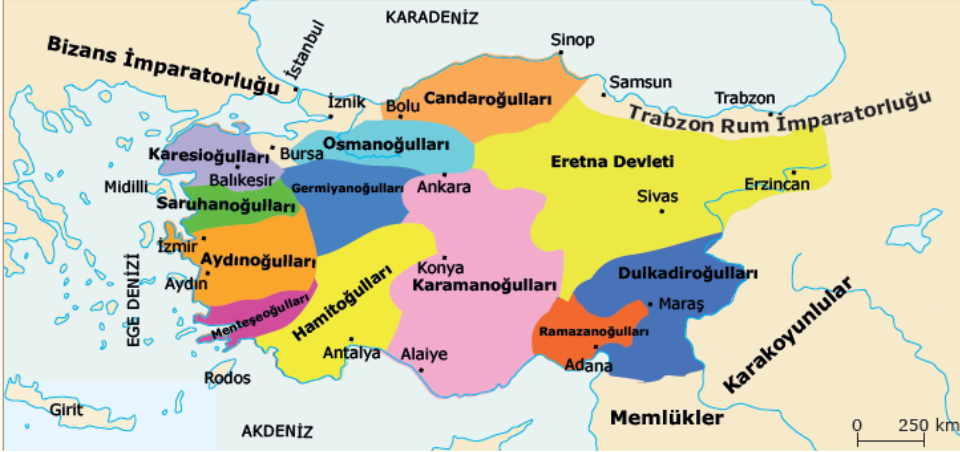 KARADENİZ
Bizans İmparatorluğu
İstanbul
Sinop
Samsun
Trabzon
Trabzon Rum İmparatorluğu
İznik
Bolu
Candaroğulları
Karesioğulları
Bursa
Osmanoğulları
Eretna Devleti
Midilli
Balıkesir
Germiyanoğulları
Ankara
Erzincan
Sivas
Saruhanoğulları
İzmir
Aydınoğulları
Aydın
EGE DENİZİ
Konya
Karamanoğulları
Hamitoğulları
Dulkadiroğulları
Maraş
Menteşeoğulları
Ramazanoğulları
Karakoyunlular
Antalya
Alaiye
Adana
Rodos
Girit
AKDENİZ
Memlükler
0 250 km